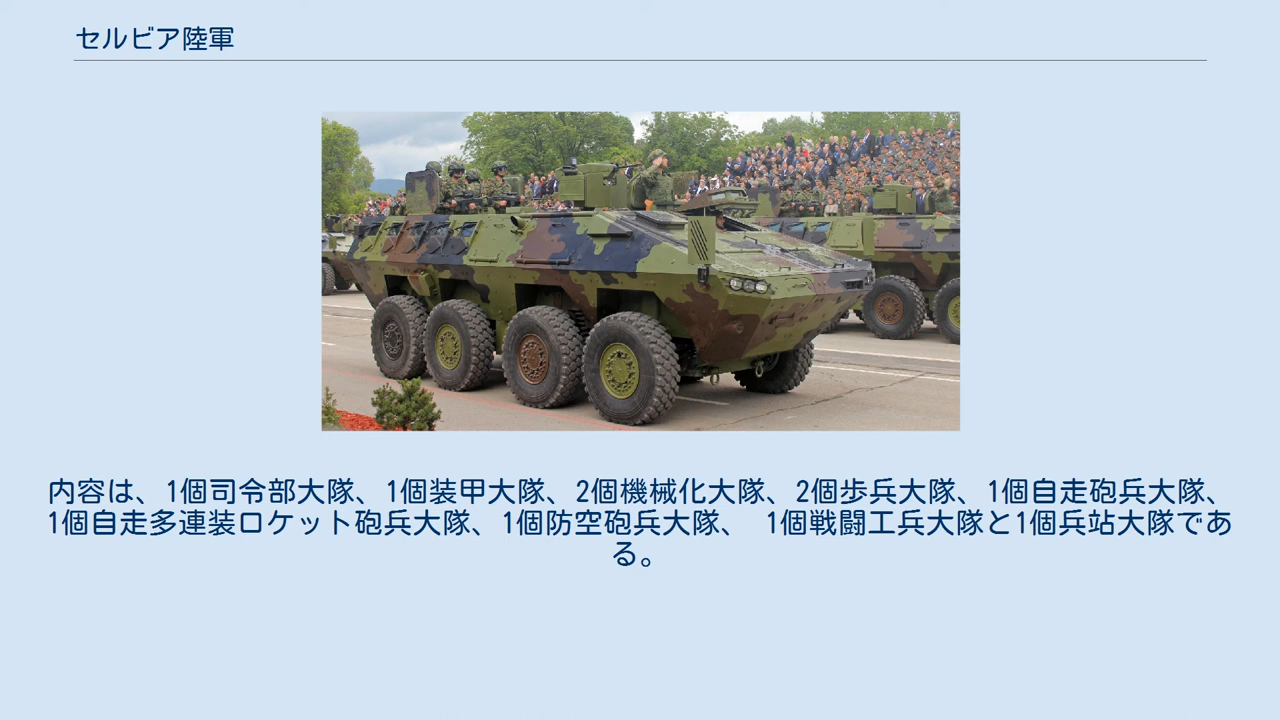 セルビア陸軍
内容は、1個司令部大隊、1個装甲大隊、2個機械化大隊、2個歩兵大隊、1個自走砲兵大隊、
1個自走多連装ロケット砲兵大隊、1個防空砲兵大隊、 1個戦闘工兵大隊と1個兵站大隊であ
る。